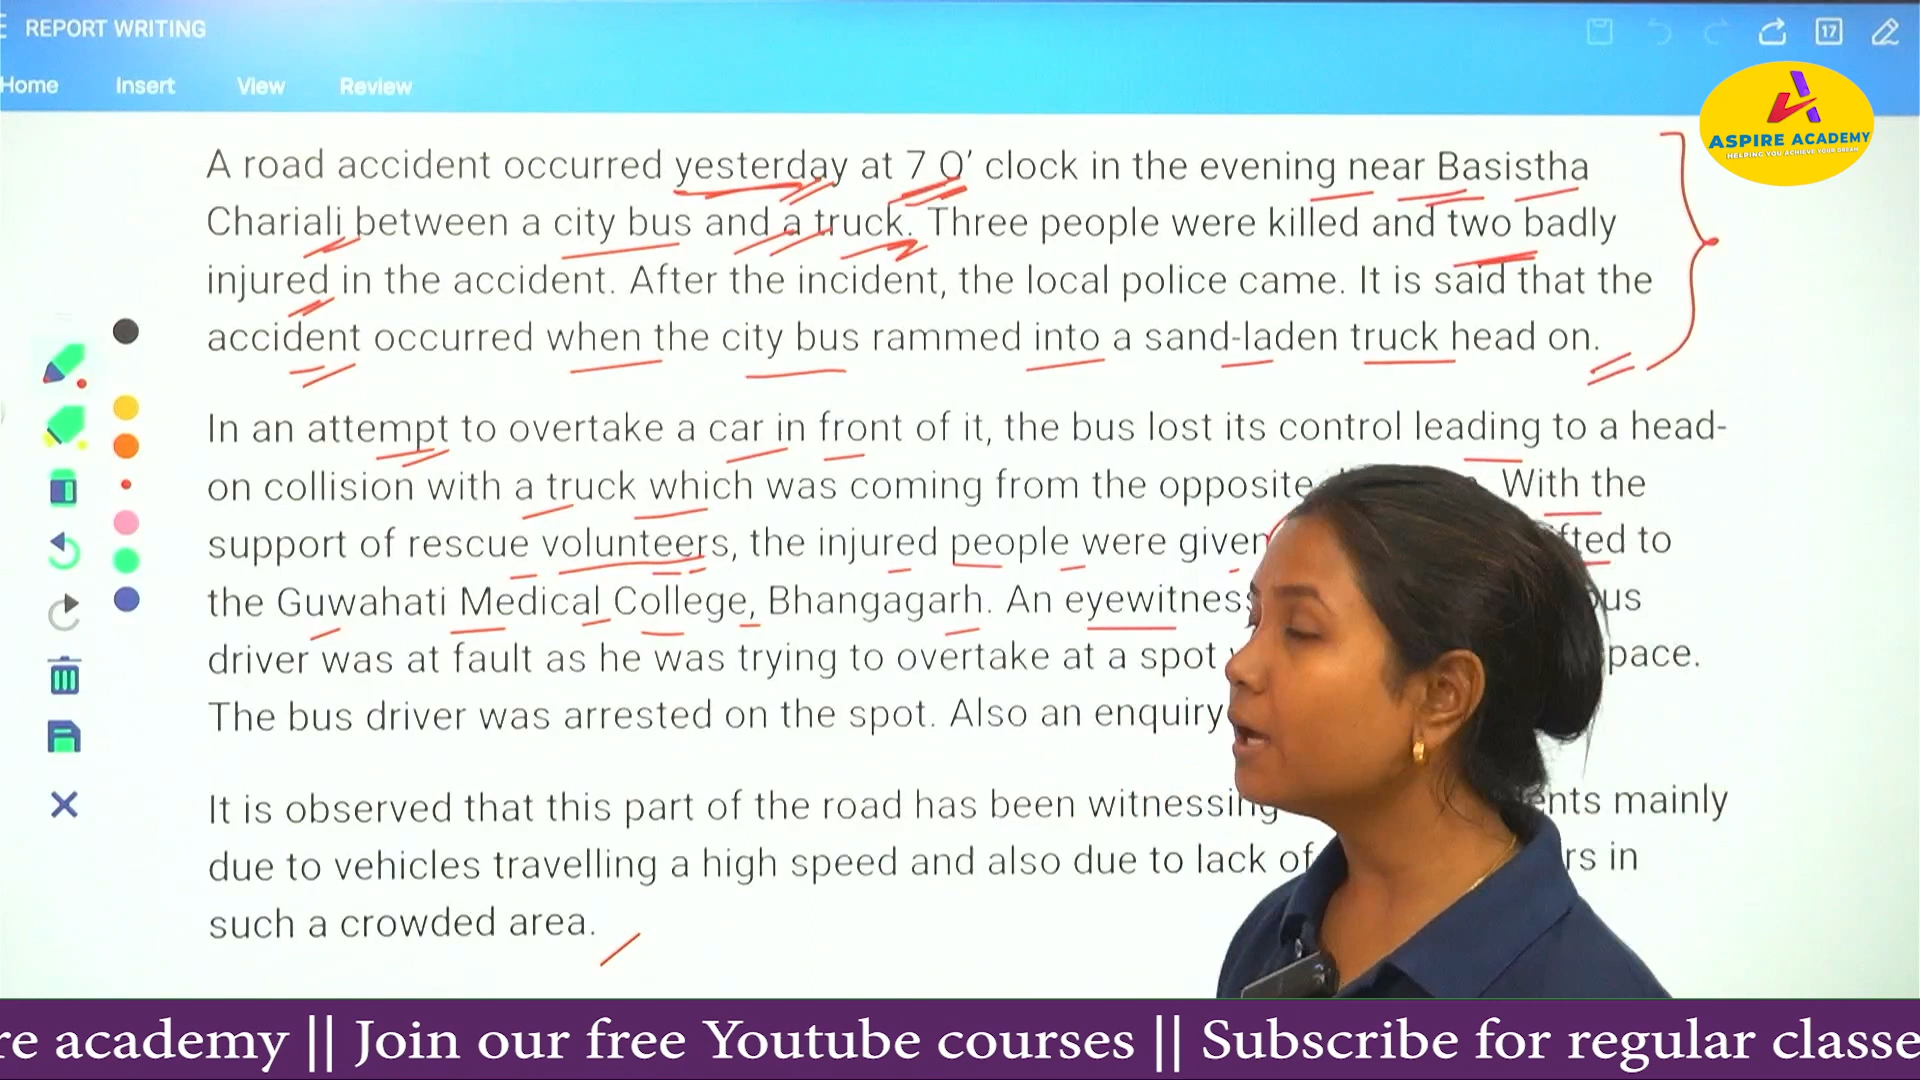 REPORT WRITING
17
Home Insert View Review
ASPIRE ACADEMY
HELPING YOU ACHIEVE YOUR DREAM
A road accident occurred yesterday at 7 O’ clock in the evening near Basistha
Chariali between a city bus and a truck. Three people were killed and two badly
injured in the accident. After the incident, the local police came. It is said that the
accident occurred when the city bus rammed into a sand-laden truck head on.
In an attempt to overtake a car in front of it, the bus lost its control leading to a head-
on collision with a truck which was coming from the opposite With the
support of rescue volunteers, the injured people were given to
the Guwahati Medical College, Bhangagarh. An eyewitness
driver was at fault as he was trying to overtake at a spot pace.
The bus driver was arrested on the spot. Also an enquiry
It is observed that this part of the road has been witnessing mainly
due to vehicles travelling a high speed and also due to lack of in
such a crowded area.
re academy || Join our free Youtube courses || Subscribe for regular classe